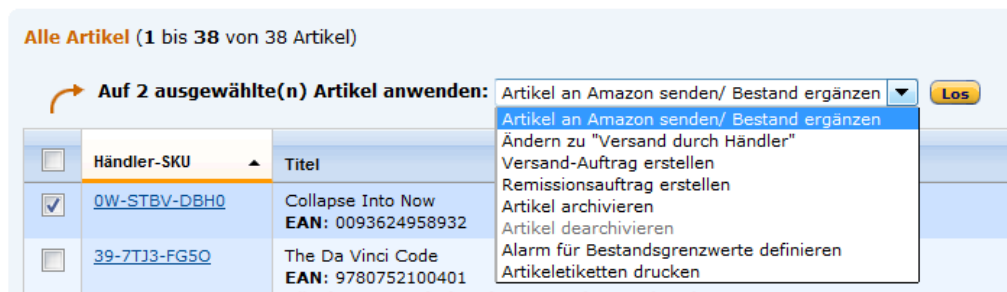 Alle Artikel (1 bis 38 von 38 Artikel)
Auf 2 ausgewählte(n) Artikel anwenden: Artikel an Amazon senden/ Bestand ergänzen Los
Artikel an Amazon senden/ Bestand ergänzen
Ändern zu "Versand durch Händler"
Versand-Auftrag erstellen
Remissionsauftrag erstellen
Artikel archivieren
Artikel dearchivieren
Alarm für Bestandsgrenzwerte definieren
Artikeletiketten drucken
Händler-SKU Titel
0W-STBV-DBH0 Collapse Into Now
EAN: 0093624958932
39-7TJ3-FG5O The Da Vinci Code
EAN: 9780752100401